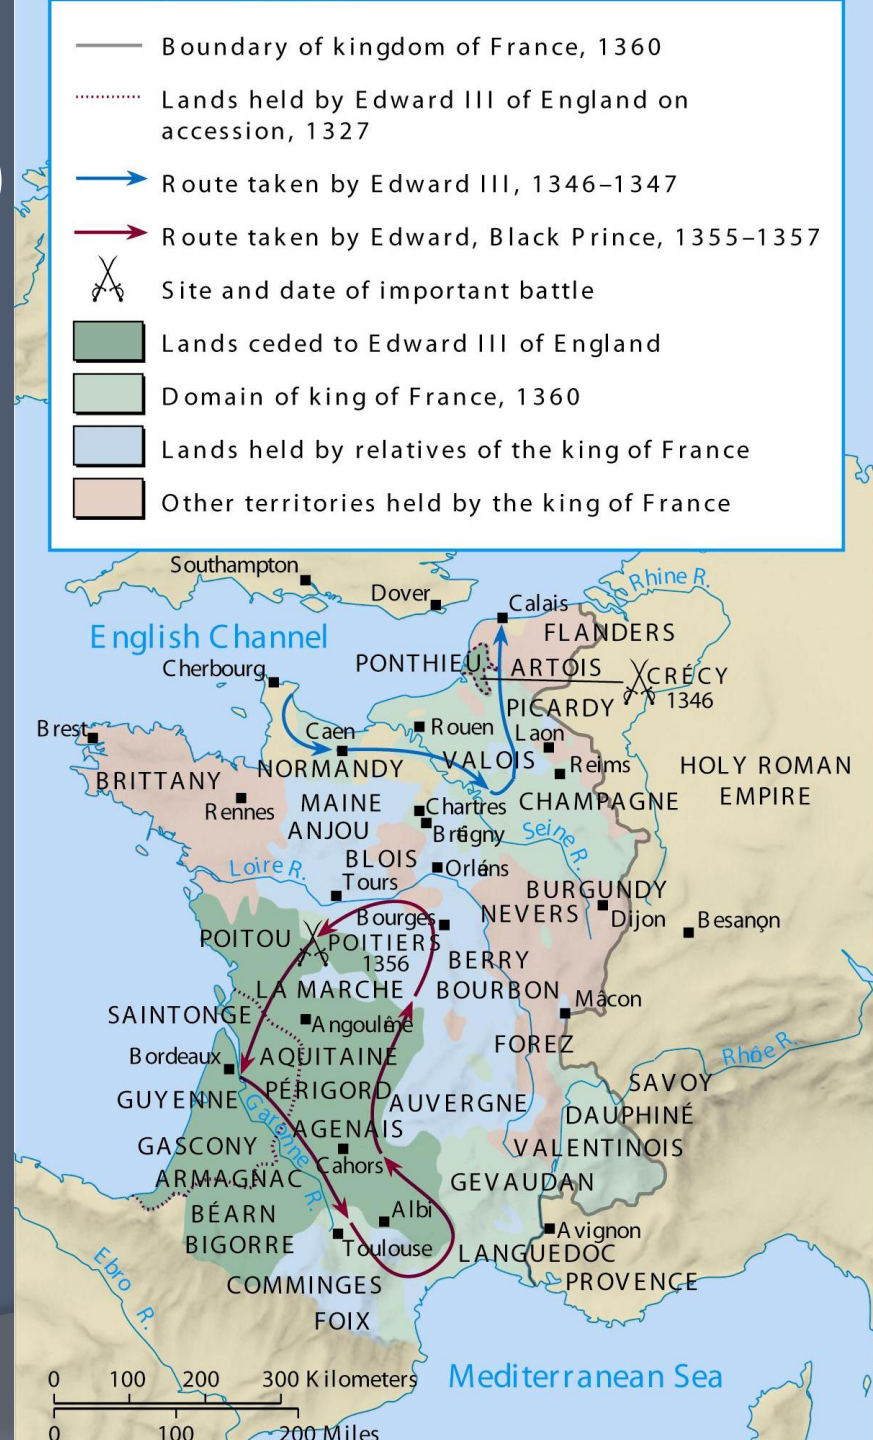 Boundary of kingdom of France, 1360
Lands held by Edward III of England on
accession, 1327
Route taken by Edward III, 1346–1347
Route taken by Edward, Black Prince, 1355–1357
Site and date of important battle
Lands ceded to Edward III of England
Domain of king of France, 1360
Lands held by relatives of the king of France
Other territories held by the king of France
Southampton
Dover
Calais
Rhine R.
English Channel
FLANDERS
Cherbourg
PONTHIEU
ARTOIS
CRÉCY
1346
PICARDY
Brest
Caen
Rouen
Laon
BRITTANY
NORMANDY
VALOIS
Reims
HOLY ROMAN
EMPIRE
Rennes
MAINE
Chartres
CHAMPAGNE
ANJOU
Brétigny
Seine R.
BLOIS
Loire R.
Orléans
Tours
BURGUNDY
Bourges
NEVERS
Dijon
Besançon
POITOU
POITIERS
1356
BERRY
LA MARCHE
BOURBON
Mâcon
SAINTONGE
Angoulême
Bordeaux
AQUITAINE
FOREZ
Rhône R.
PÉRIGORD
SAVOY
GUYENNE
AUVERGNE
DAUPHINÉ
Garonne R.
AGENAIS
GASCONY
VALENTINOIS
Cahors
ARMAGNAC
GEVAUDAN
BÉARN
Albi
Avignon
BIGORRE
Toulouse
LANGUEDOC
Ebro R.
COMMINGES
PROVENCE
FOIX
0 100 200 300 Kilometers
Mediterranean Sea
0 100 200 Miles